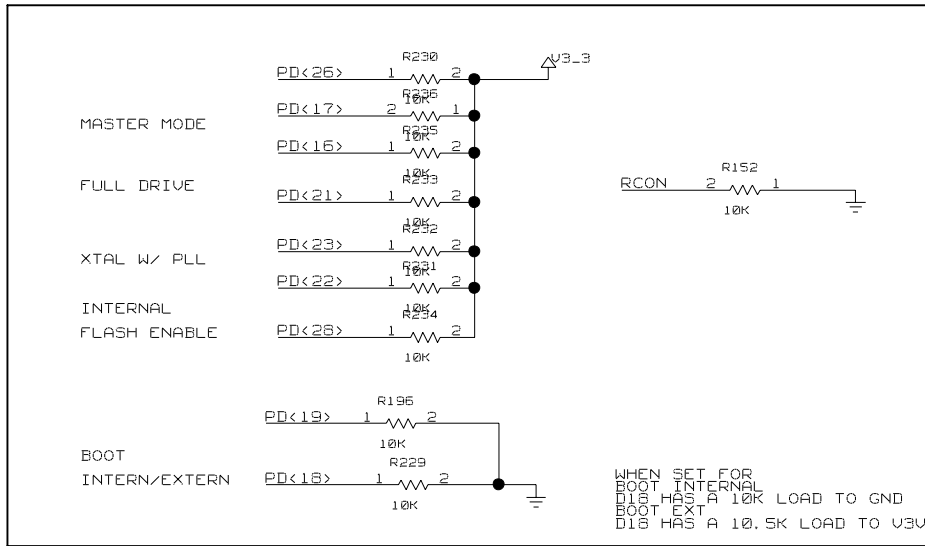 R230
V3_3
PD<26> 1 2
10K
R236
PD<17> 2 1
10K
MASTER MODE
R235
PD<16> 1 2
10K
FULL DRIVE
R233
PD<21> 1 2
10K
R232
PD<23> 1 2
10K
XTAL W/ PLL
R231
PD<22> 1 2
10K
INTERNAL
FLASH ENABLE
R234
PD<28> 1 2
10K
R152
RCON 2 1
10K
R196
PD<19> 1 2
10K
BOOT
INTERN/EXTERN
R229
PD<18> 1 2
10K
WHEN SET FOR
BOOT INTERNAL
D18 HAS A 10K LOAD TO GND
BOOT EXT
D18 HAS A 10.5K LOAD TO V3V